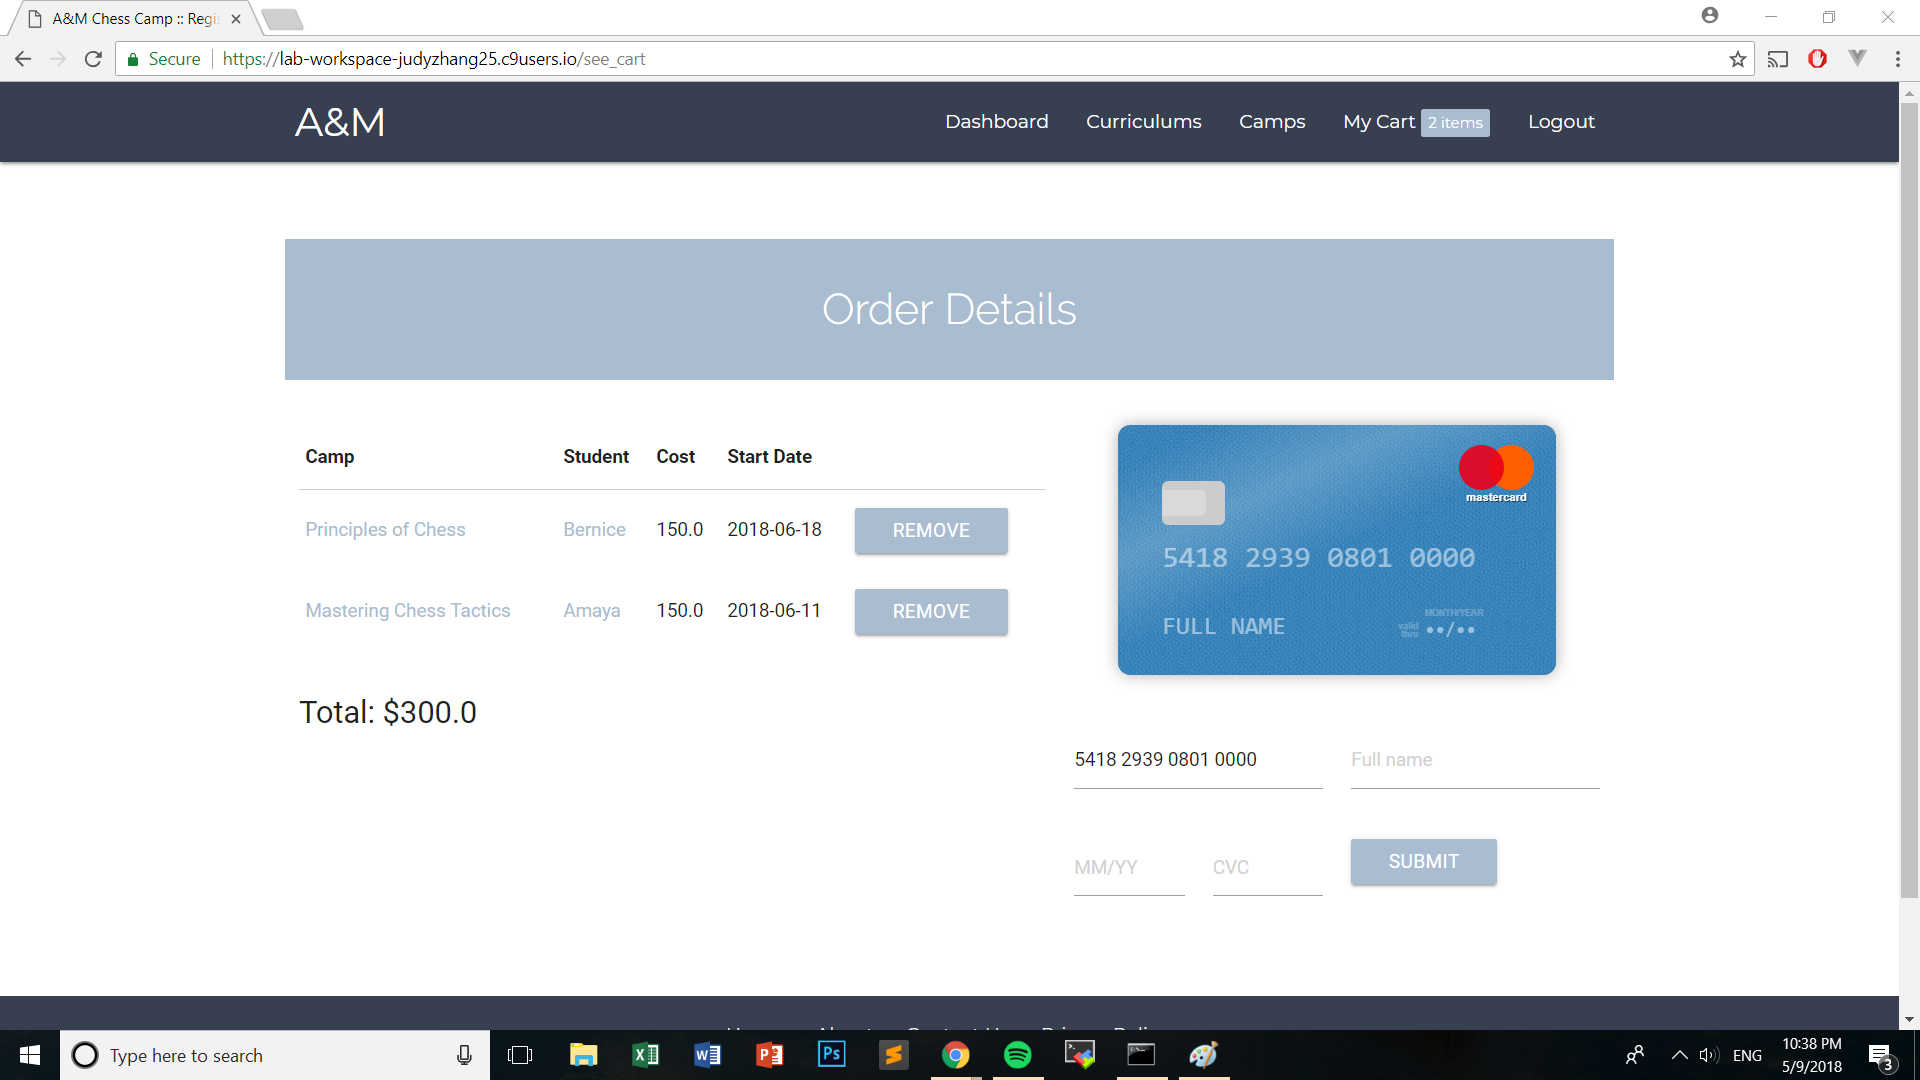 A&M Chess Camp :: Regi
Secure https://lab-workspace-judyzhang25.c9users.io/see_cart
A&M Dashboard Curriculums Camps My Cart 2 items Logout
Order Details
Camp Student Cost Start Date
Principles of Chess Bernice 150.0 2018-06-18 REMOVE
Mastering Chess Tactics Amaya 150.0 2018-06-11 REMOVE
Total: $300.0
mastercard
5418 2939 0801 0000
MONTH/YEAR
FULL NAME valid thru ••/••
5418 2939 0801 0000 Full name
MM/YY CVC SUBMIT
Type here to search
ENG
10:38 PM
5/9/2018
3